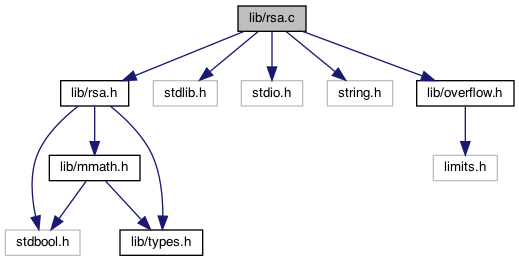 lib/rsa.c
lib/rsa.h
stdlib.h
stdio.h
string.h
lib/overflow.h
lib/mmath.h
limits.h
stdbool.h
lib/types.h